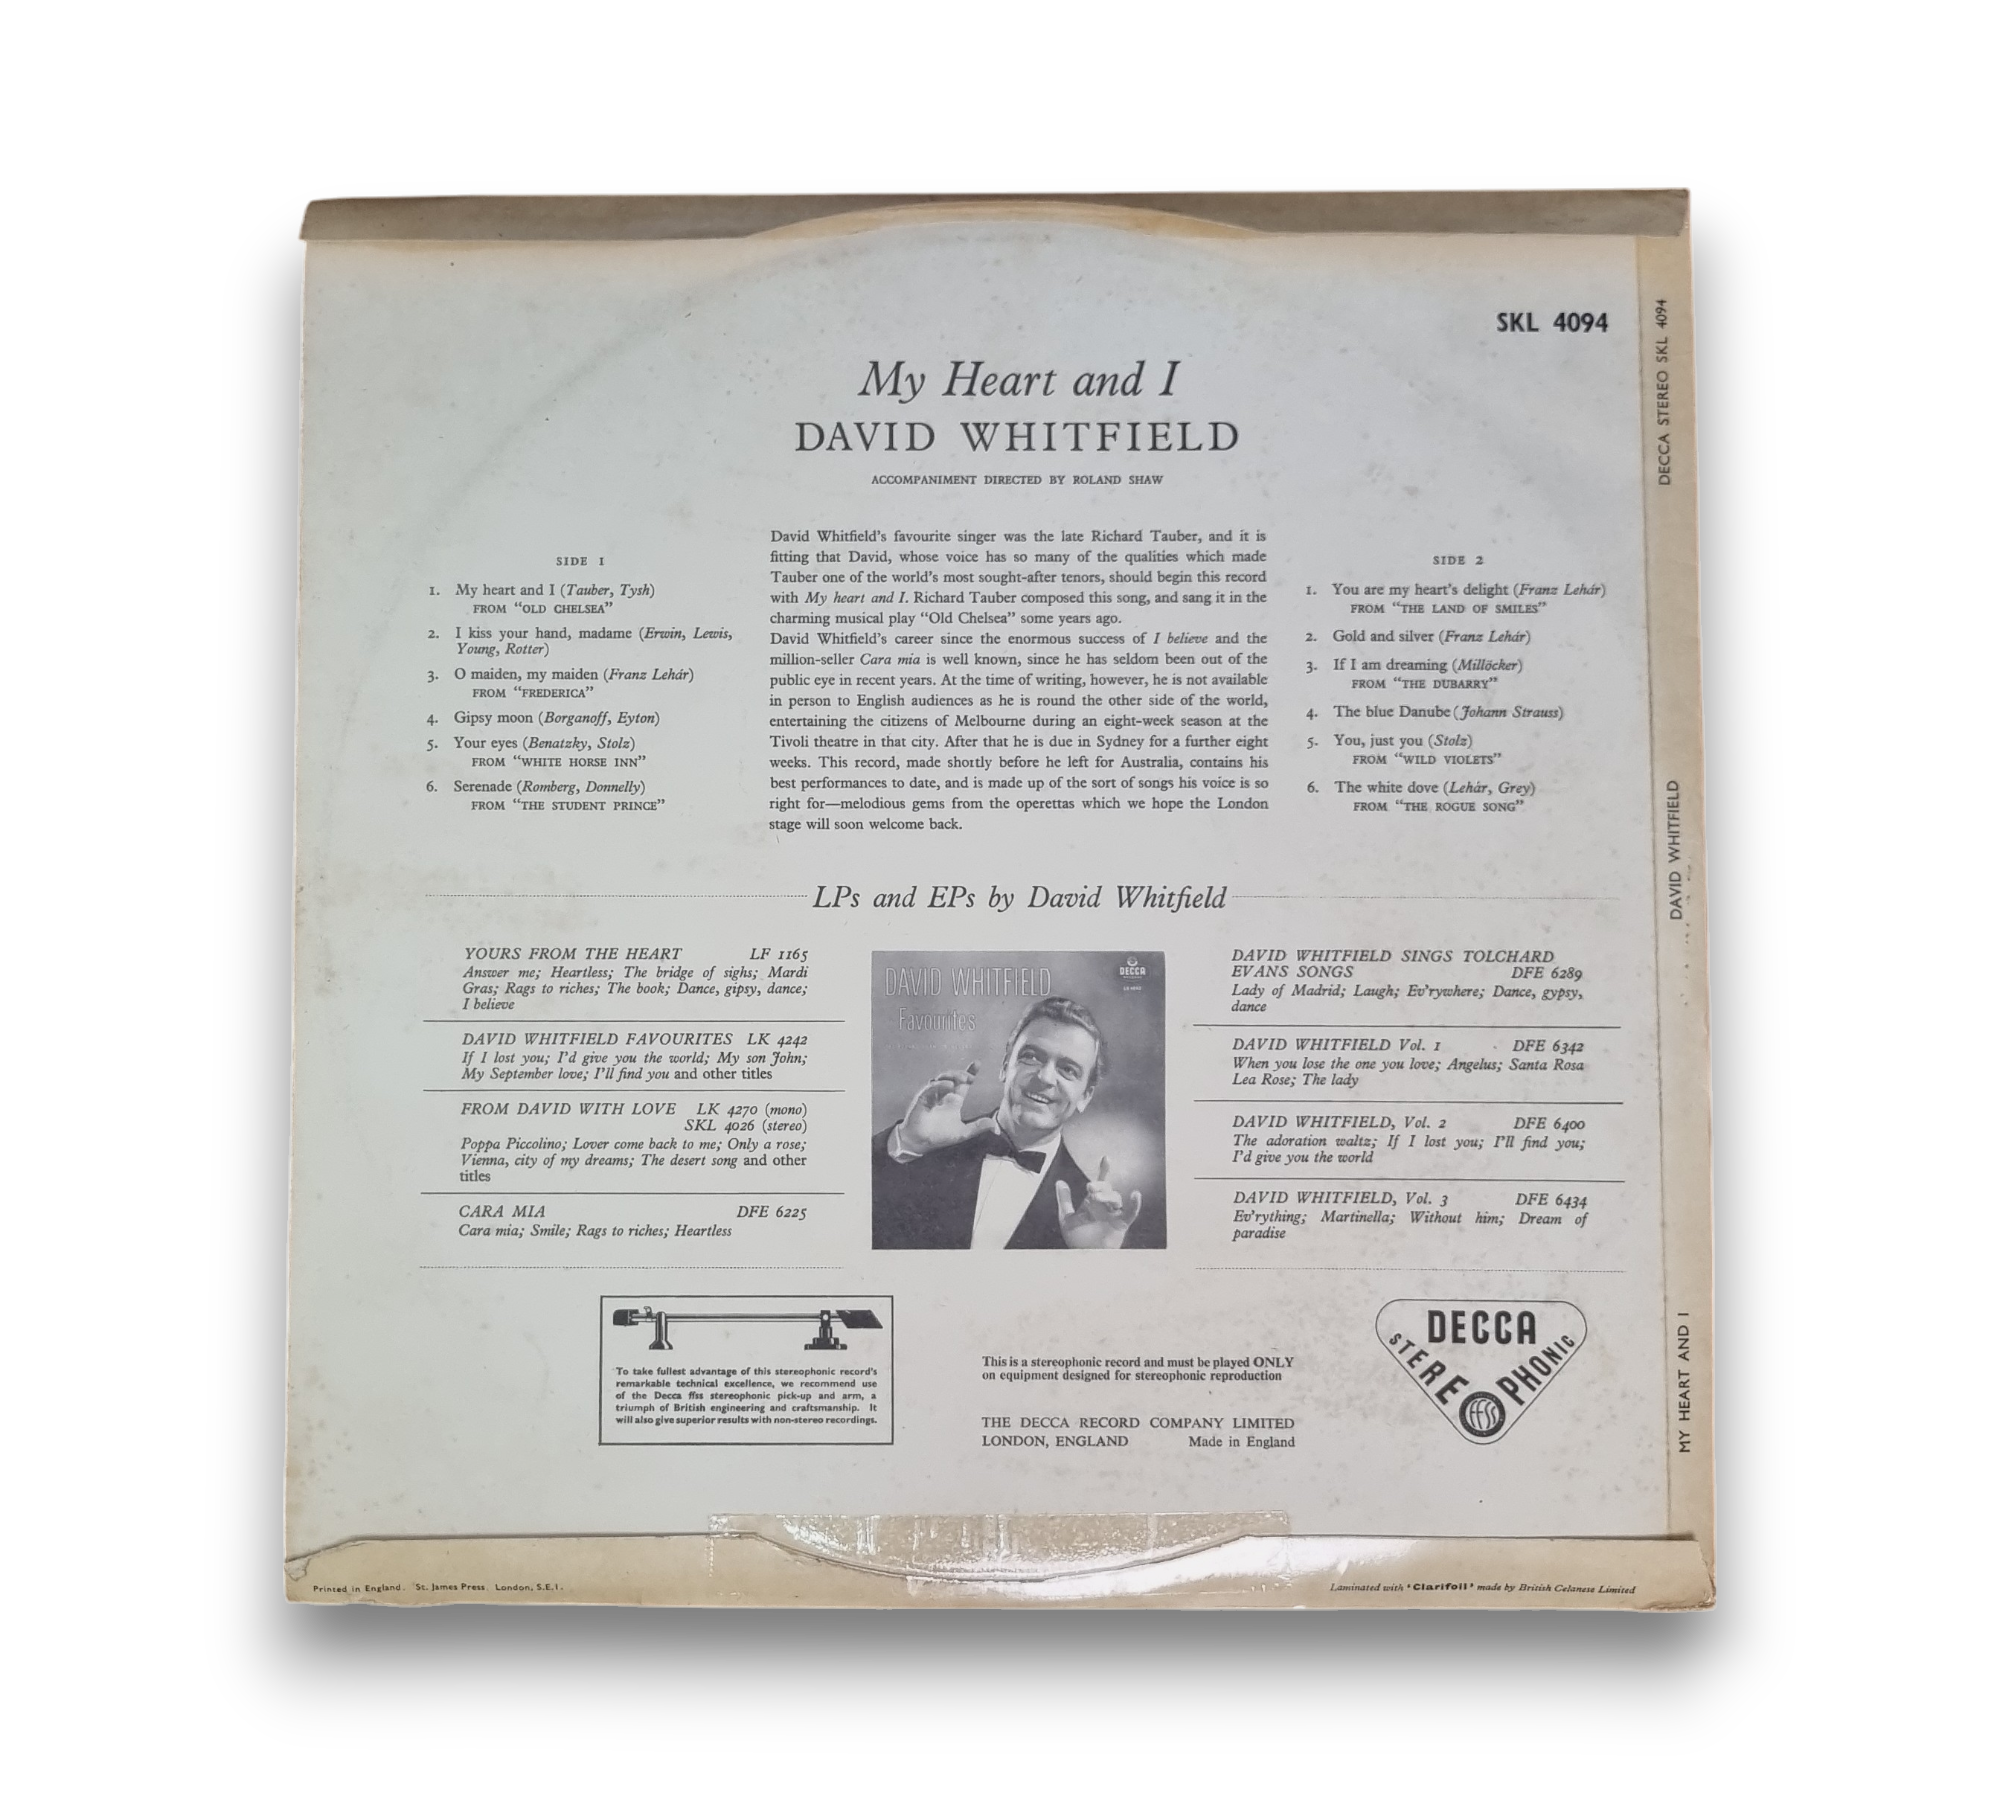 SKL 4094
My Heart and I
DAVID WHITFIELD
ACCOMPANIMENT DIRECTED BY ROLAND SHAW
SIDE 1
1. My heart and I (Tauber, Tysh)
FROM “OLD CHELSEA”
2. I kiss your hand, madame (Erwin, Lewis,
Young, Rotter)
3. O maiden, my maiden (Franz Lehár)
FROM “FREDERICA”
4. Gipsy moon (Borganoff, Eyton)
5. Your eyes (Benatzky, Stolz)
FROM “WHITE HORSE INN”
6. Serenade (Romberg, Donnelly)
FROM “THE STUDENT PRINCE”
David Whitfield’s favourite singer was the late Richard Tauber, and it is
fitting that David, whose voice has so many of the qualities which made
Tauber one of the world’s most sought-after tenors, should begin this record
with My heart and I. Richard Tauber composed this song, and sang it in the
charming musical play “Old Chelsea” some years ago.
David Whitfield’s career since the enormous success of I believe and the
million-seller Cara mia is well known, since he has seldom been out of the
public eye in recent years. At the time of writing, however, he is not available
in person to English audiences as he is round the other side of the world,
entertaining the citizens of Melbourne during an eight-week season at the
Tivoli theatre in that city. After that he is due in Sydney for a further eight
weeks. This record, made shortly before he left for Australia, contains his
best performances to date, and is made up of the sort of songs his voice is so
right for—melodious gems from the operettas which we hope the London
stage will soon welcome back.
SIDE 2
1. You are my heart’s delight (Franz Lehár)
FROM “THE LAND OF SMILES”
2. Gold and silver (Franz Lehár)
3. If I am dreaming (Millöcker)
FROM “THE DUBARRY”
4. The blue Danube (Johann Strauss)
5. You, just you (Stolz)
FROM “WILD VIOLETS”
6. The white dove (Lehár, Grey)
FROM “THE ROGUE SONG”
LPs and EPs by David Whitfield
YOURS FROM THE HEART LF 1165
Answer me; Heartless; The bridge of sighs; Mardi
Gras; Rags to riches; The book; Dance, gipsy, dance;
I believe
DAVID WHITFIELD FAVOURITES LK 4242
If I lost you; I’d give you the world; My son John;
My September love; I’ll find you and other titles
FROM DAVID WITH LOVE LK 4270 (mono)
SKL 4026 (stereo)
Poppa Piccolino; Lover come back to me; Only a rose;
Vienna, city of my dreams; The desert song and other
titles
CARA MIA DFE 6225
Cara mia; Smile; Rags to riches; Heartless
DAVID WHITFIELD
Favourites
DECCA
DAVID WHITFIELD SINGS TOLCHARD
EVANS SONGS DFE 6289
Lady of Madrid; Laugh; Ev’rywhere; Dance, gypsy,
dance
DAVID WHITFIELD Vol. 1 DFE 6342
When you lose the one you love; Angelus; Santa Rosa
Lea Rose; The lady
DAVID WHITFIELD, Vol. 2 DFE 6400
The adoration waltz; If I lost you; I’ll find you;
I’d give you the world
DAVID WHITFIELD, Vol. 3 DFE 6434
Ev’rything; Martinella; Without him; Dream of
paradise
To take fullest advantage of this stereophonic record’s
remarkable technical excellence, we recommend use
of the Decca ffss stereophonic pick-up and arm, a
triumph of British engineering and craftsmanship. It
will also give superior results with non-stereo recordings.
This is a stereophonic record and must be played ONLY
on equipment designed for stereophonic reproduction
THE DECCA RECORD COMPANY LIMITED
LONDON, ENGLAND Made in England
DECCA
STEREOPHONIC
FFSS
Printed in England. St. James Press. London, S.E.1.
Laminated with ‘Clarifoil’ made by British Celanese Limited
DECCA STEREO SKL 4094
DAVID WHITFIELD
MY HEART AND I